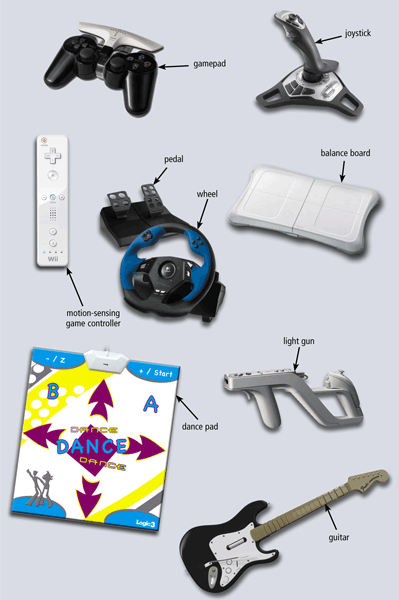 gamepad
joystick
pedal
wheel
balance board
Wii
motion-sensing
game controller
light gun
- / Z
+ / Start
B
A
DANCE
DANCE
DANCE
Logic3
dance pad
guitar